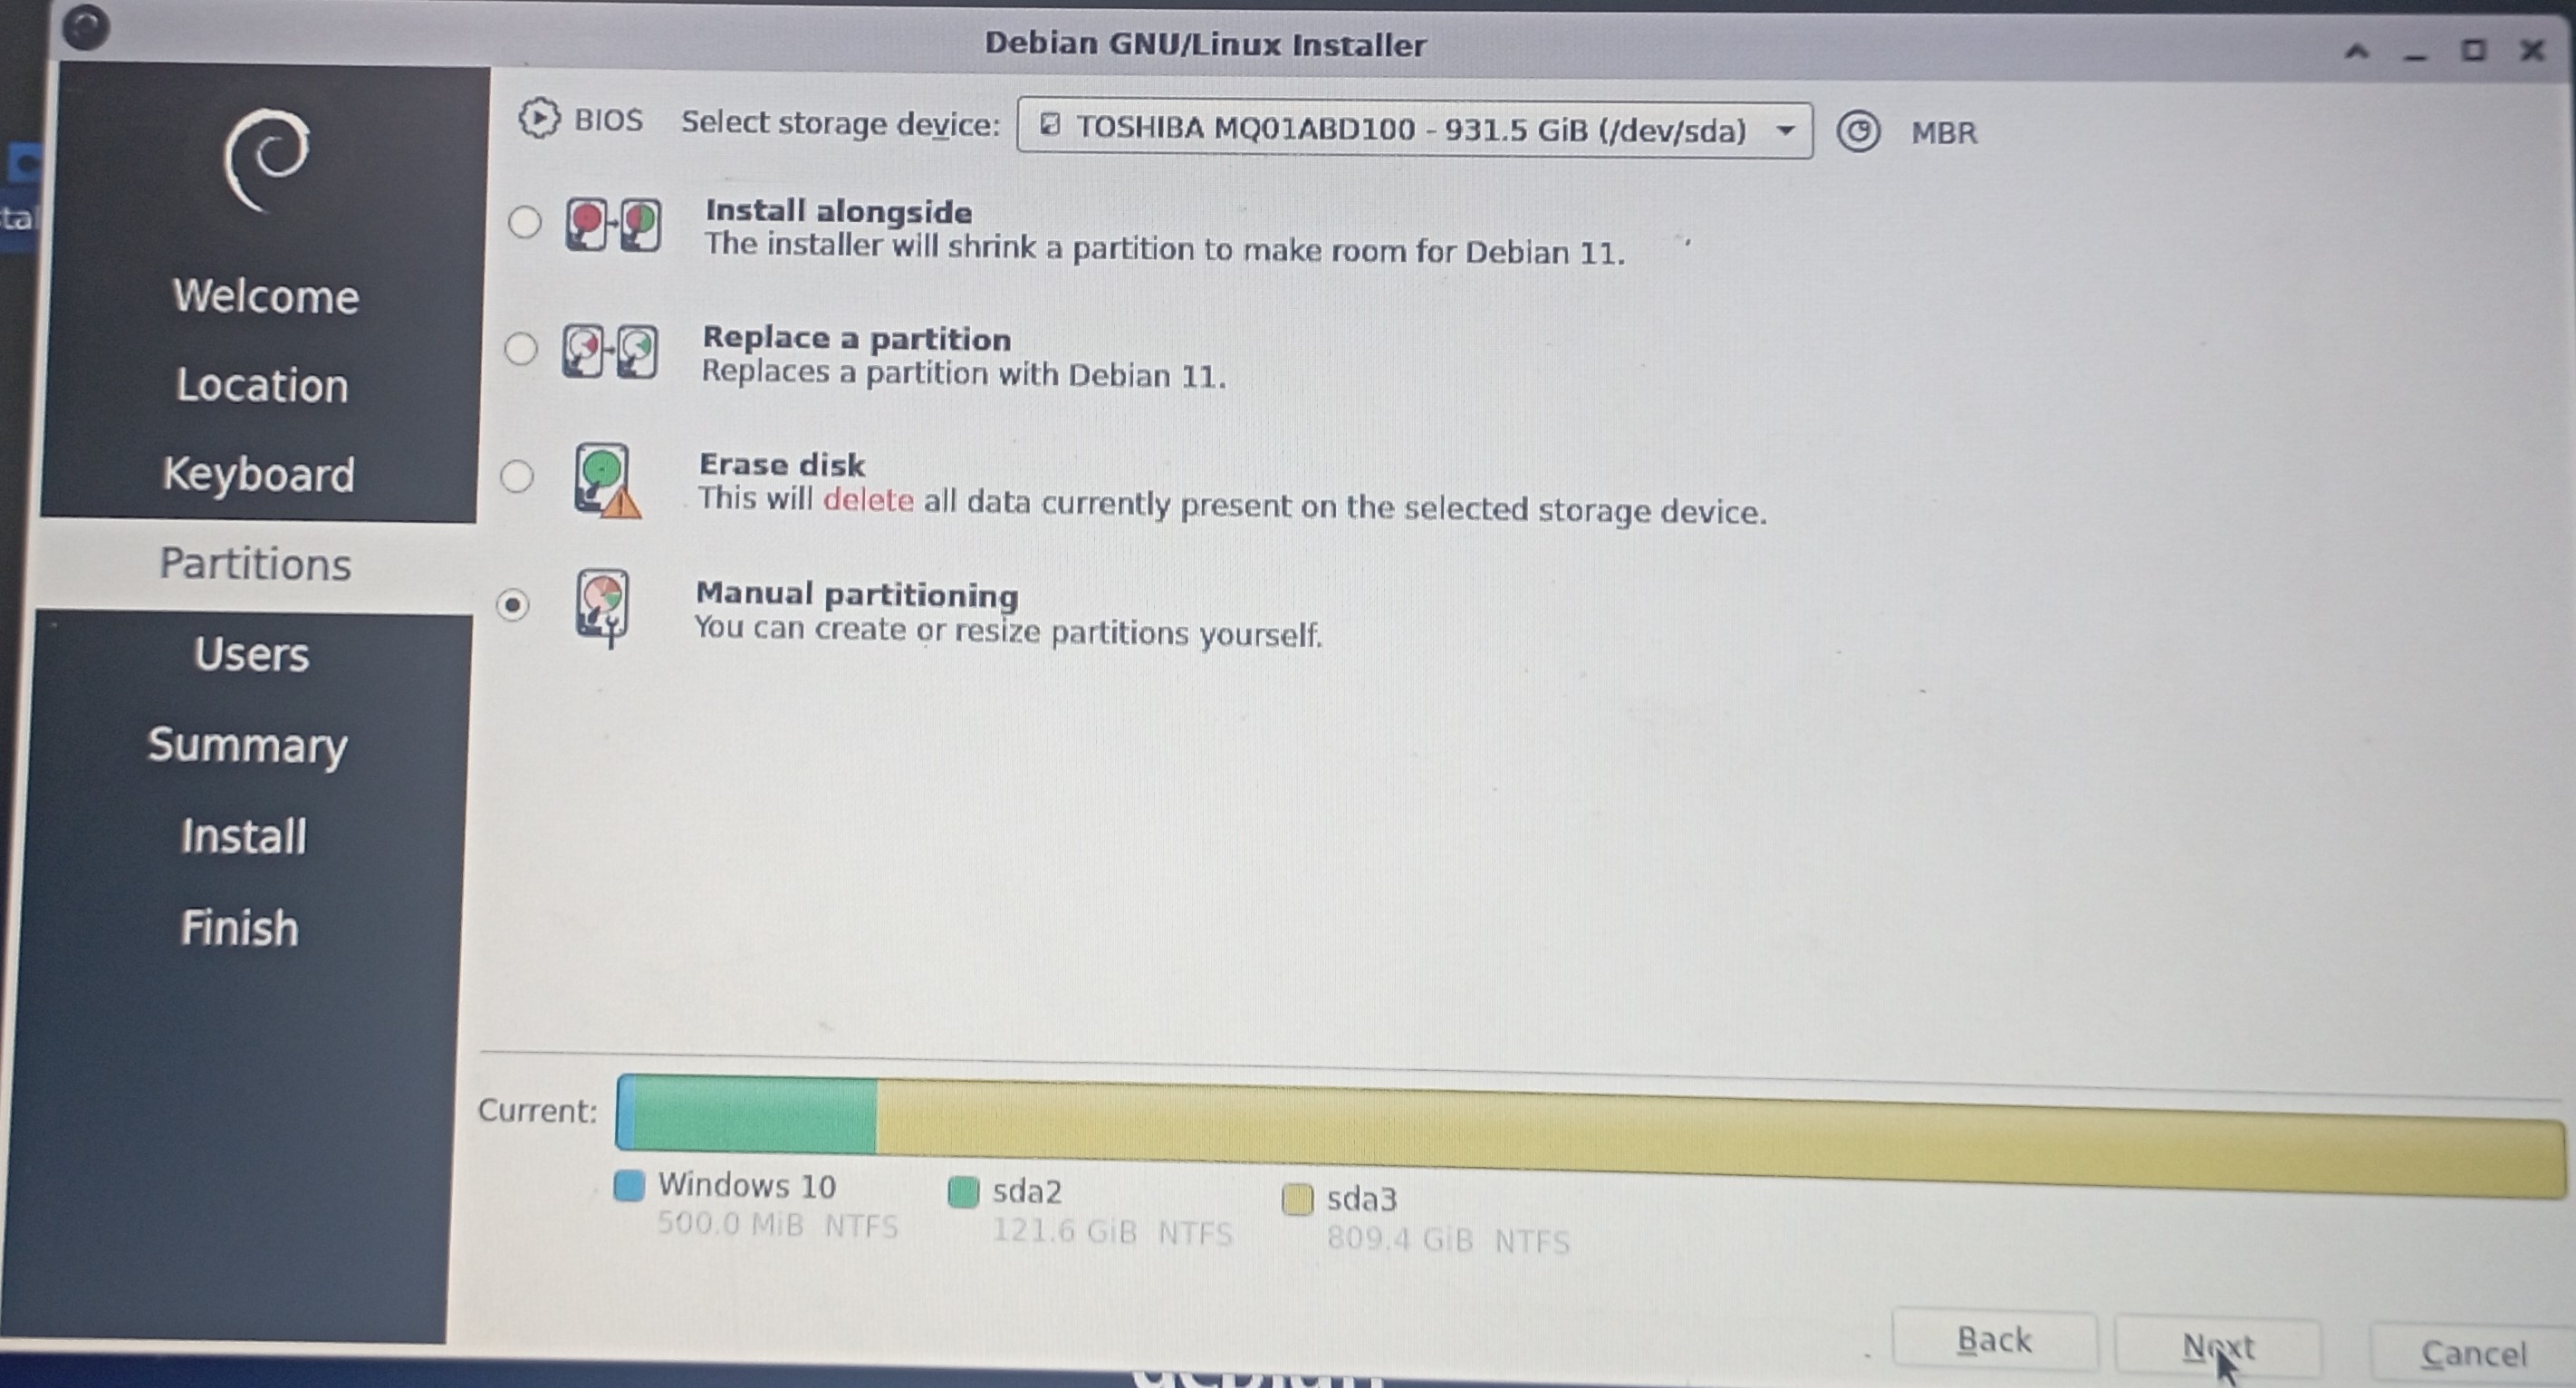 Debian GNU/Linux Installer
BIOS Select storage device: TOSHIBA MQ01ABD100 - 931.5 GiB (/dev/sda) MBR
Welcome
Location
Keyboard
Partitions
Users
Summary
Install
Finish
Install alongside
The installer will shrink a partition to make room for Debian 11.
Replace a partition
Replaces a partition with Debian 11.
Erase disk
This will delete all data currently present on the selected storage device.
Manual partitioning
You can create or resize partitions yourself.
Current:
Windows 10
500.0 MiB NTFS
sda2
121.6 GiB NTFS
sda3
809.4 GiB NTFS
Back
Next
Cancel